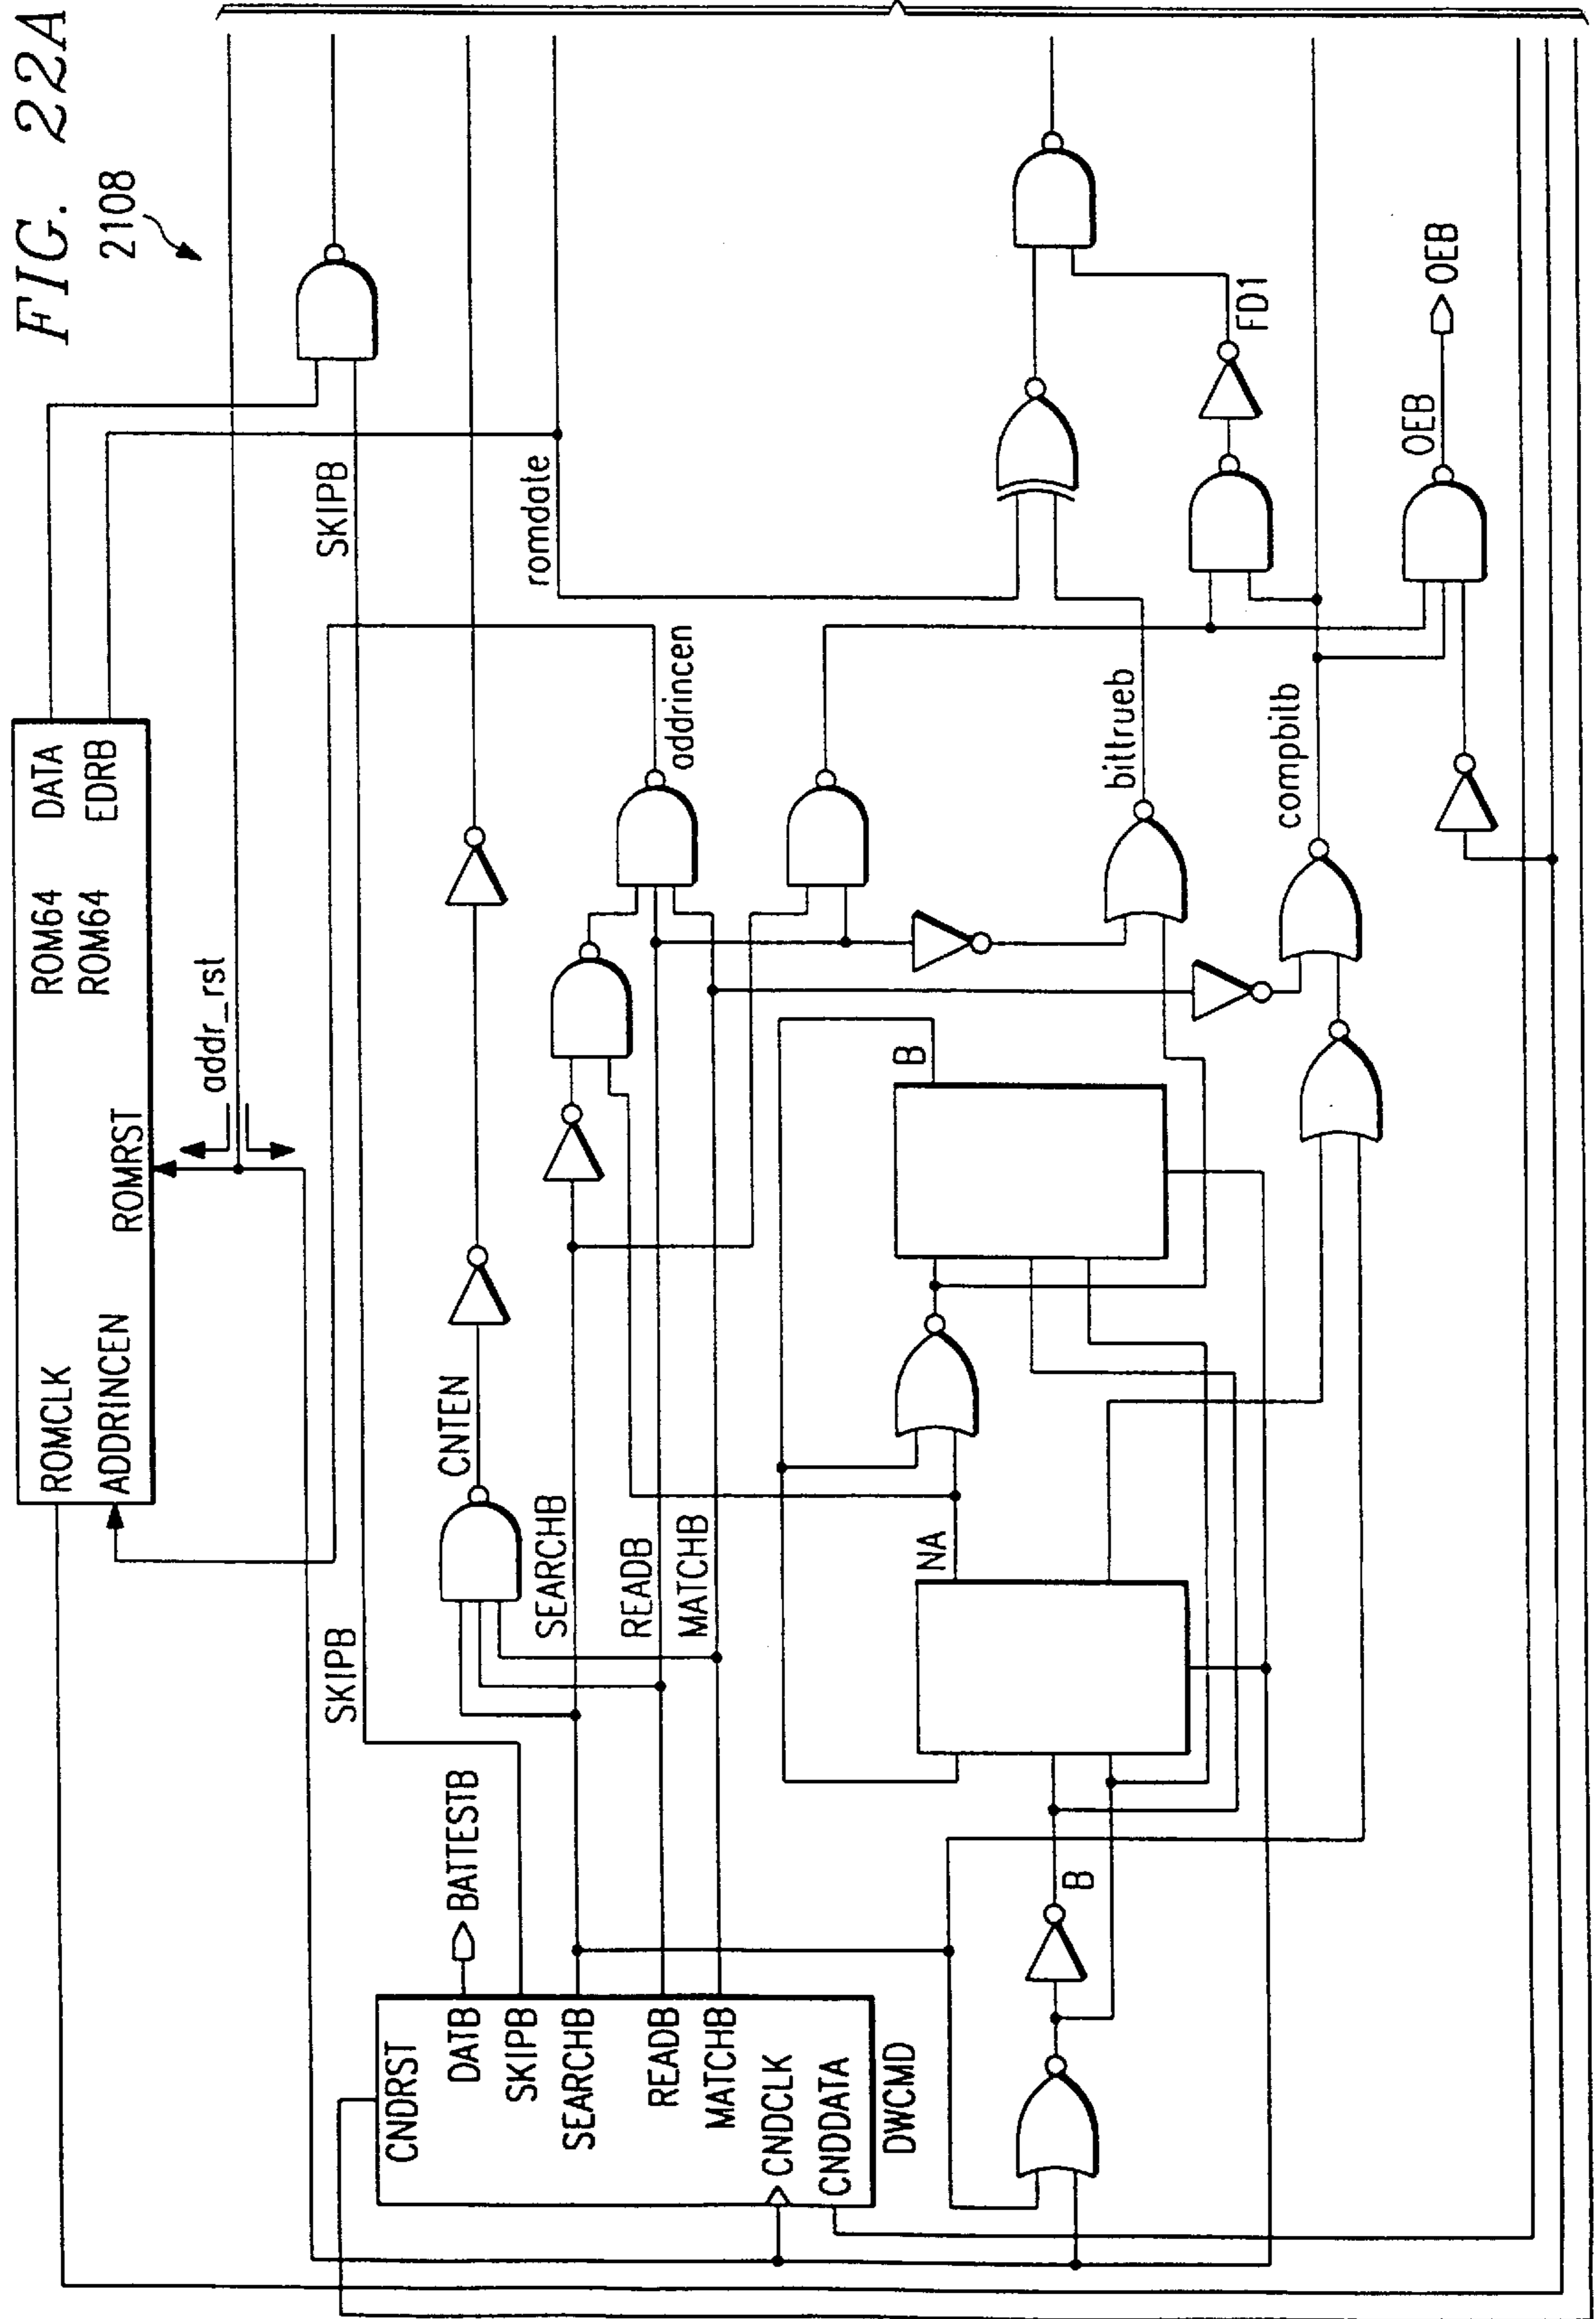 FIG. 22A
2108
ROMCLK
ROM64
DATA
ADDRINCEN
ROMRST
ROM64
EDRB
addr_rst
SKIPB
SKIPB
CNTEN
romdate
SEARCHB
READB
MATCHB
addrincen
BATTESTB
CNDRST
DATB
SKIPB
SEARCHB
READB
MATCHB
CNDCLK
CNDDATA
DWCMD
NA
B
B
bittrueb
compbitb
FD1
OEB
OEB